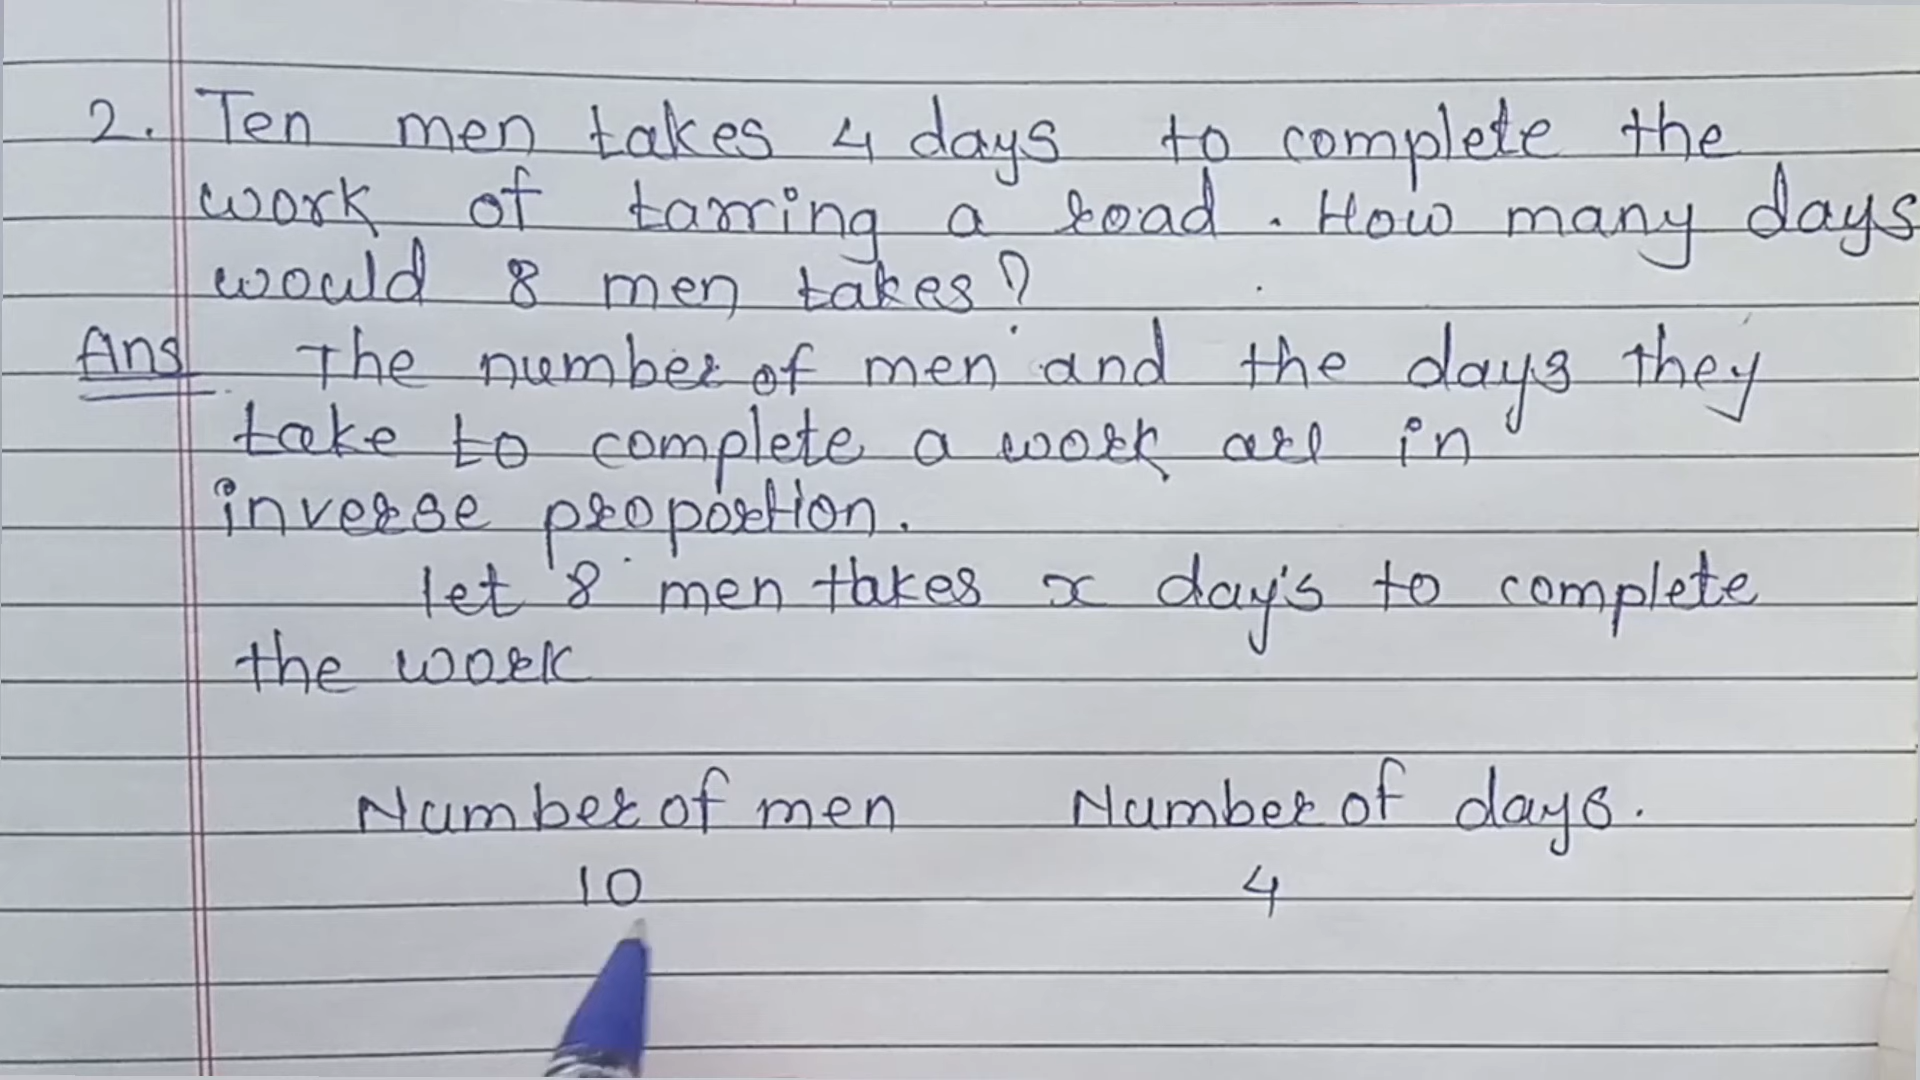 2. Ten men takes 4 days to complete the
work of tarring a road. How many days
would 8 men takes?
Ans The number of men and the days they
take to complete a work are in
inverse proportion.
let 8 men takes x day's to complete
the work
Number of men Number of days.
10 4